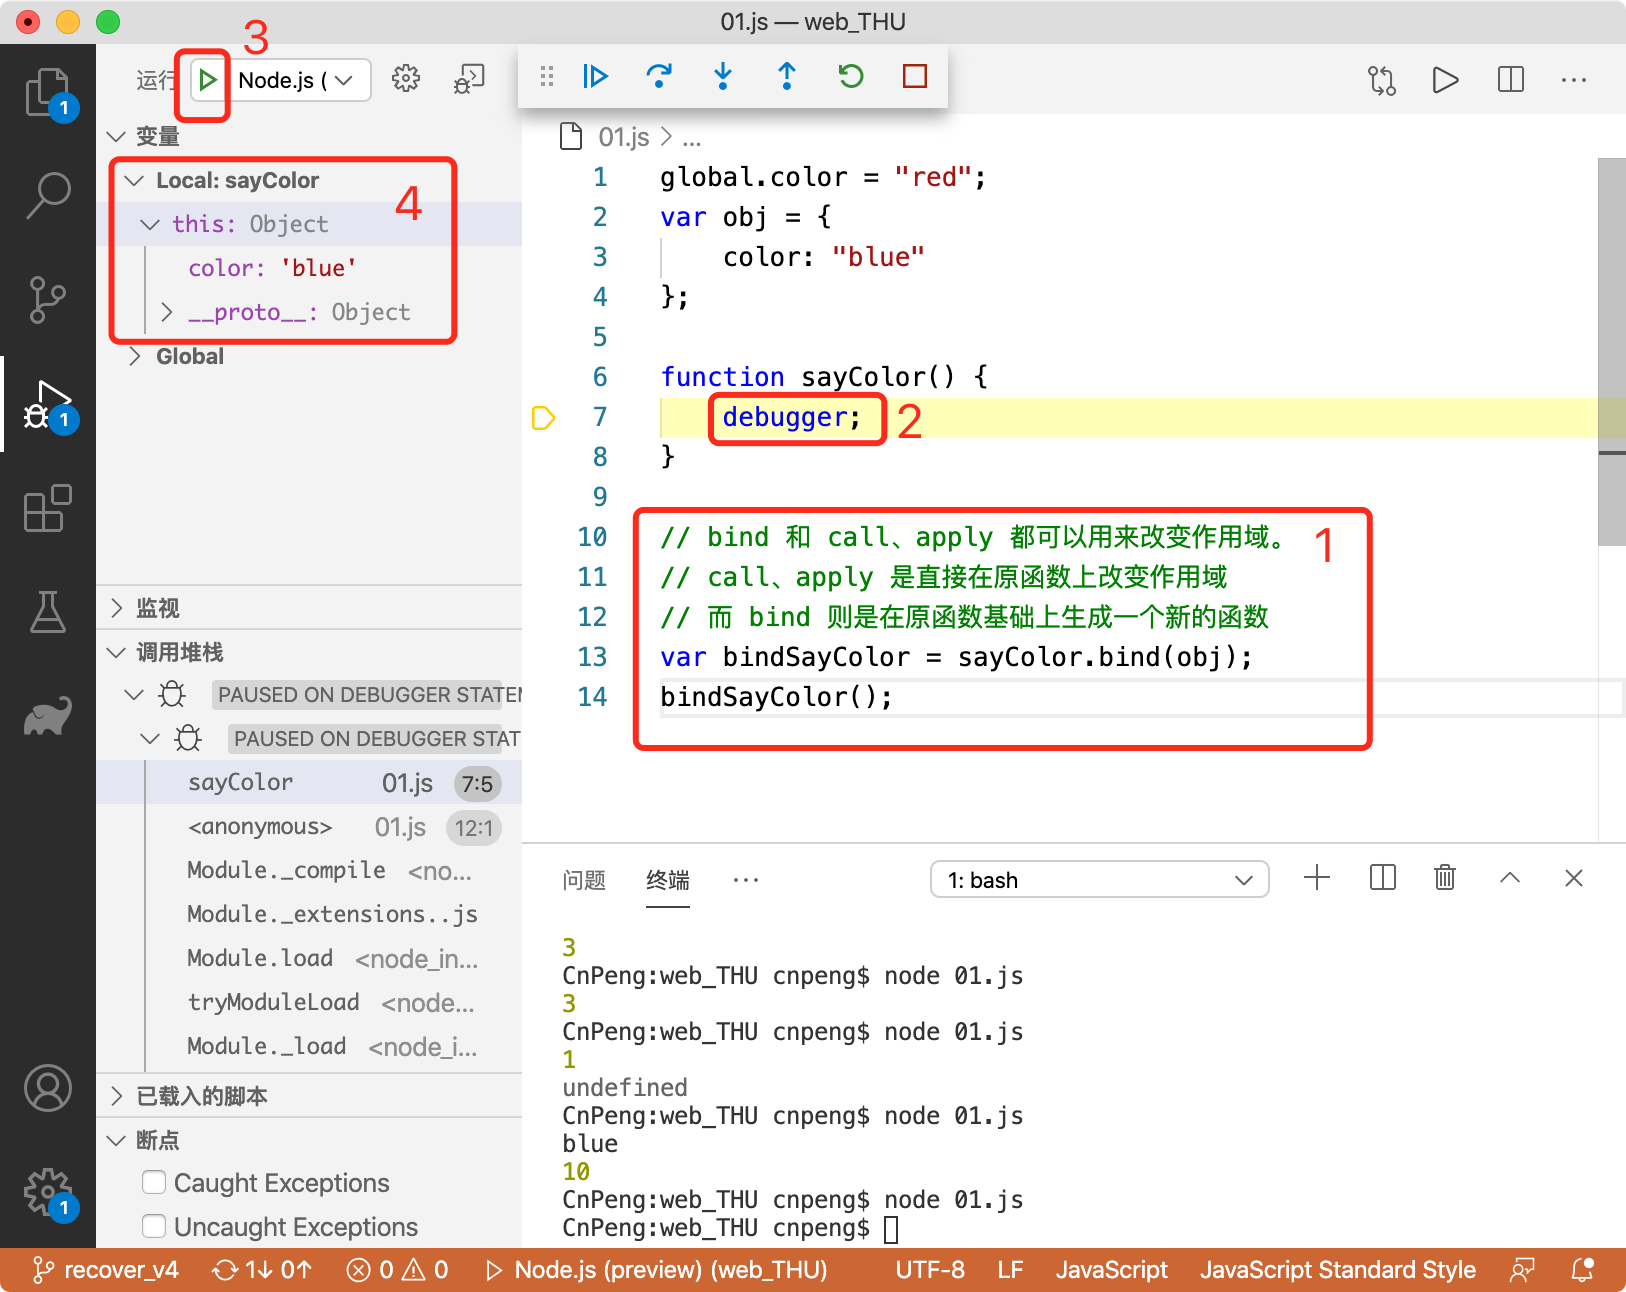 01.js — web_THU
3
运行
Node.js (
变量
Local: sayColor
4
this: Object
color: 'blue'
__proto__: Object
Global
监视
调用堆栈
PAUSED ON DEBUGGER STATEM
PAUSED ON DEBUGGER STAT
sayColor 01.js 7:5
<anonymous> 01.js 12:1
Module._compile <no...
Module._extensions..js
Module.load <node_in...
tryModuleLoad <node...
Module._load <node_i...
已载入的脚本
断点
Caught Exceptions
Uncaught Exceptions
1
1
1
01.js > ...
1 global.color = "red";
2 var obj = {
3 color: "blue"
4 };
5
6 function sayColor() {
7 debugger; 2
8 }
9
10 // bind 和 call、apply 都可以用来改变作用域。 1
11 // call、apply 是直接在原函数上改变作用域
12 // 而 bind 则是在原函数基础上生成一个新的函数
13 var bindSayColor = sayColor.bind(obj);
14 bindSayColor();
问题 终端 ··· 1: bash
3
CnPeng:web_THU cnpeng$ node 01.js
3
CnPeng:web_THU cnpeng$ node 01.js
1
undefined
CnPeng:web_THU cnpeng$ node 01.js
blue
10
CnPeng:web_THU cnpeng$ node 01.js
CnPeng:web_THU cnpeng$
recover_v4 1↓ 0↑ 0 0 Node.js (preview) (web_THU) UTF-8 LF JavaScript JavaScript Standard Style